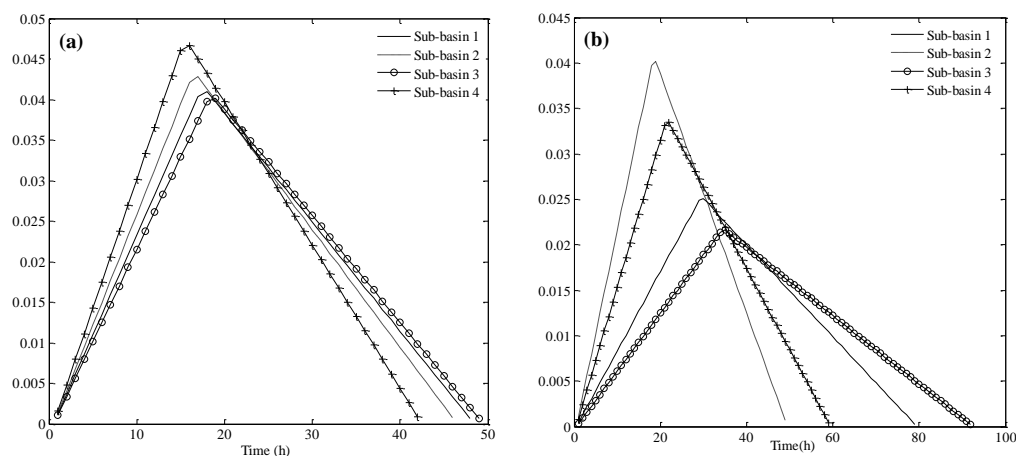 (a)
Sub-basin 1
Sub-basin 2
Sub-basin 3
Sub-basin 4
0.05
0.045
0.04
0.035
0.03
0.025
0.02
0.015
0.01
0.005
0
0 10 20 30 40 50
Time (h)
(b)
Sub-basin 1
Sub-basin 2
Sub-basin 3
Sub-basin 4
0.045
0.04
0.035
0.03
0.025
0.02
0.015
0.01
0.005
0
0 20 40 60 80 100
Time(h)